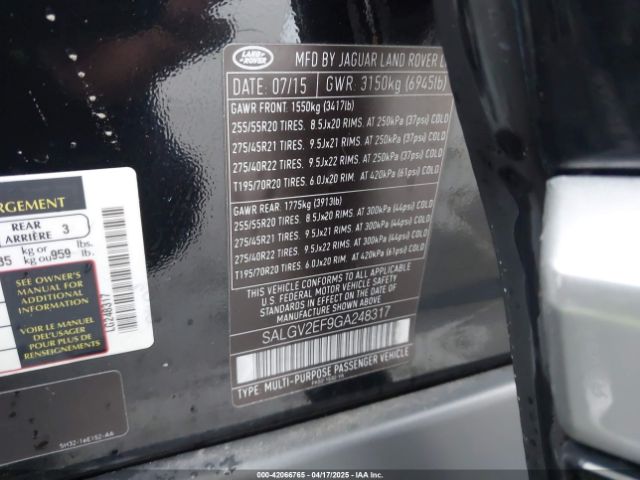 LAND ROVER
MFD BY JAGUAR LAND ROVER
DATE: 07/15 GWR: 3150kg (6945lb)
GAWR FRONT: 1550kg (3417lb)
255/55R20 TIRES. 8.5Jx20 RIMS. AT 250kPa (37psi) COLD
275/45R21 TIRES. 9.5Jx21 RIMS. AT 250kPa (37psi) COLD
275/40R22 TIRES. 9.5Jx22 RIMS. AT 250kPa (37psi) COLD
T195/70R20 TIRES. 6.0Jx20 RIM. AT 420kPa (61psi) COLD
GAWR REAR: 1775kg (3913lb)
255/55R20 TIRES. 8.5Jx20 RIMS. AT 300kPa (44psi) COLD
275/45R21 TIRES. 9.5Jx21 RIMS. AT 300kPa (44psi) COLD
275/40R22 TIRES. 9.5Jx22 RIMS. AT 300kPa (44psi) COLD
T195/70R20 TIRES. 6.0Jx20 RIM. AT 420kPa (61psi) COLD
THIS VEHICLE CONFORMS TO ALL APPLICABLE
U.S. FEDERAL MOTOR VEHICLE SAFETY
STANDARDS IN EFFECT ON THE DATE OF
MANUFACTURE SHOWN ABOVE.
SALGV2EF9GA248317
TYPE: MULTI-PURPOSE PASSENGER VEHICLE
REAR 3
ARRIÈRE
kg or lbs.
kg ou 959 lb.
SEE OWNER'S
MANUAL FOR
ADDITIONAL
INFORMATION
VOIR LE MANUEL
DE L'USAGER
POUR PLUS DE
RENSEIGNEMENTS
LG248317
© IAA - 42066765 - 04/17/2025 - IAAI.COM